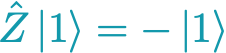 Ẑ |1⟩ = − |1⟩